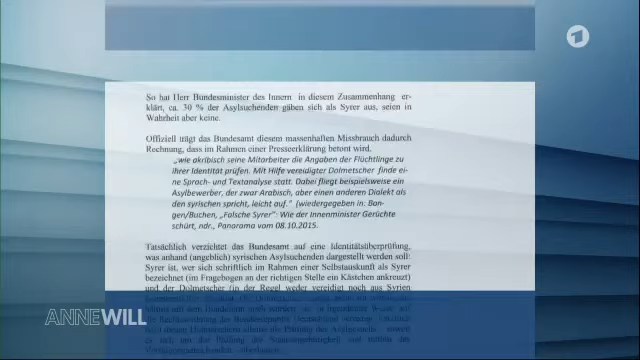 So hat Herr Bundesminister des Innern in diesem Zusammenhang er-
klärt, ca. 30 % der Asylsuchenden gäben sich als Syrer aus, seien in
Wahrheit aber keine.
Offiziell trägt das Bundesamt diesem massenhaften Missbrauch dadurch
Rechnung, dass im Rahmen einer Presseerklärung betont wird.
„wie akribisch seine Mitarbeiter die Angaben der Flüchtlinge zu
ihrer Identität prüfen. Mit Hilfe vereidigter Dolmetscher finde ei-
ne Sprach- und Textanalyse statt. Dabei fliegt beispielsweise ein
Asylbewerber, der zwar Arabisch, aber einen anderen Dialekt als
den syrischen spricht, leicht auf.“ (wiedergegeben in: Bon-
gen/Buchen, „Falsche Syrer“: Wie der Innenminister Gerüchte
schürt, ndr., Panorama vom 08.10.2015.
Tatsächlich verzichtet das Bundesamt auf eine Identitätsüberprüfung,
was anhand (angeblich) syrischen Asylsuchenden dargestellt werden soll:
Syrer ist, wer sich schriftlich im Rahmen einer Selbstauskunft als Syrer
bezeichnet (im Fragebogen an der richtigen Stelle ein Kästchen ankreuzt)
und der Dolmetscher (in der Regel weder vereidigt noch aus Syrien
ANNEWILL